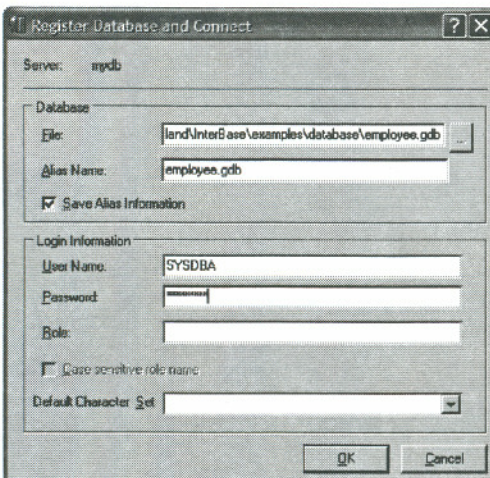 Register Database and Connect
Server: mydb
Database
File: land\InterBase\examples\database\employee.gdb ...
Alias Name: employee.gdb
Save Alias Information
Login Information
User Name: SYSDBA
Password:
Role:
Case sensitive role name
Default Character Set
OK Cancel